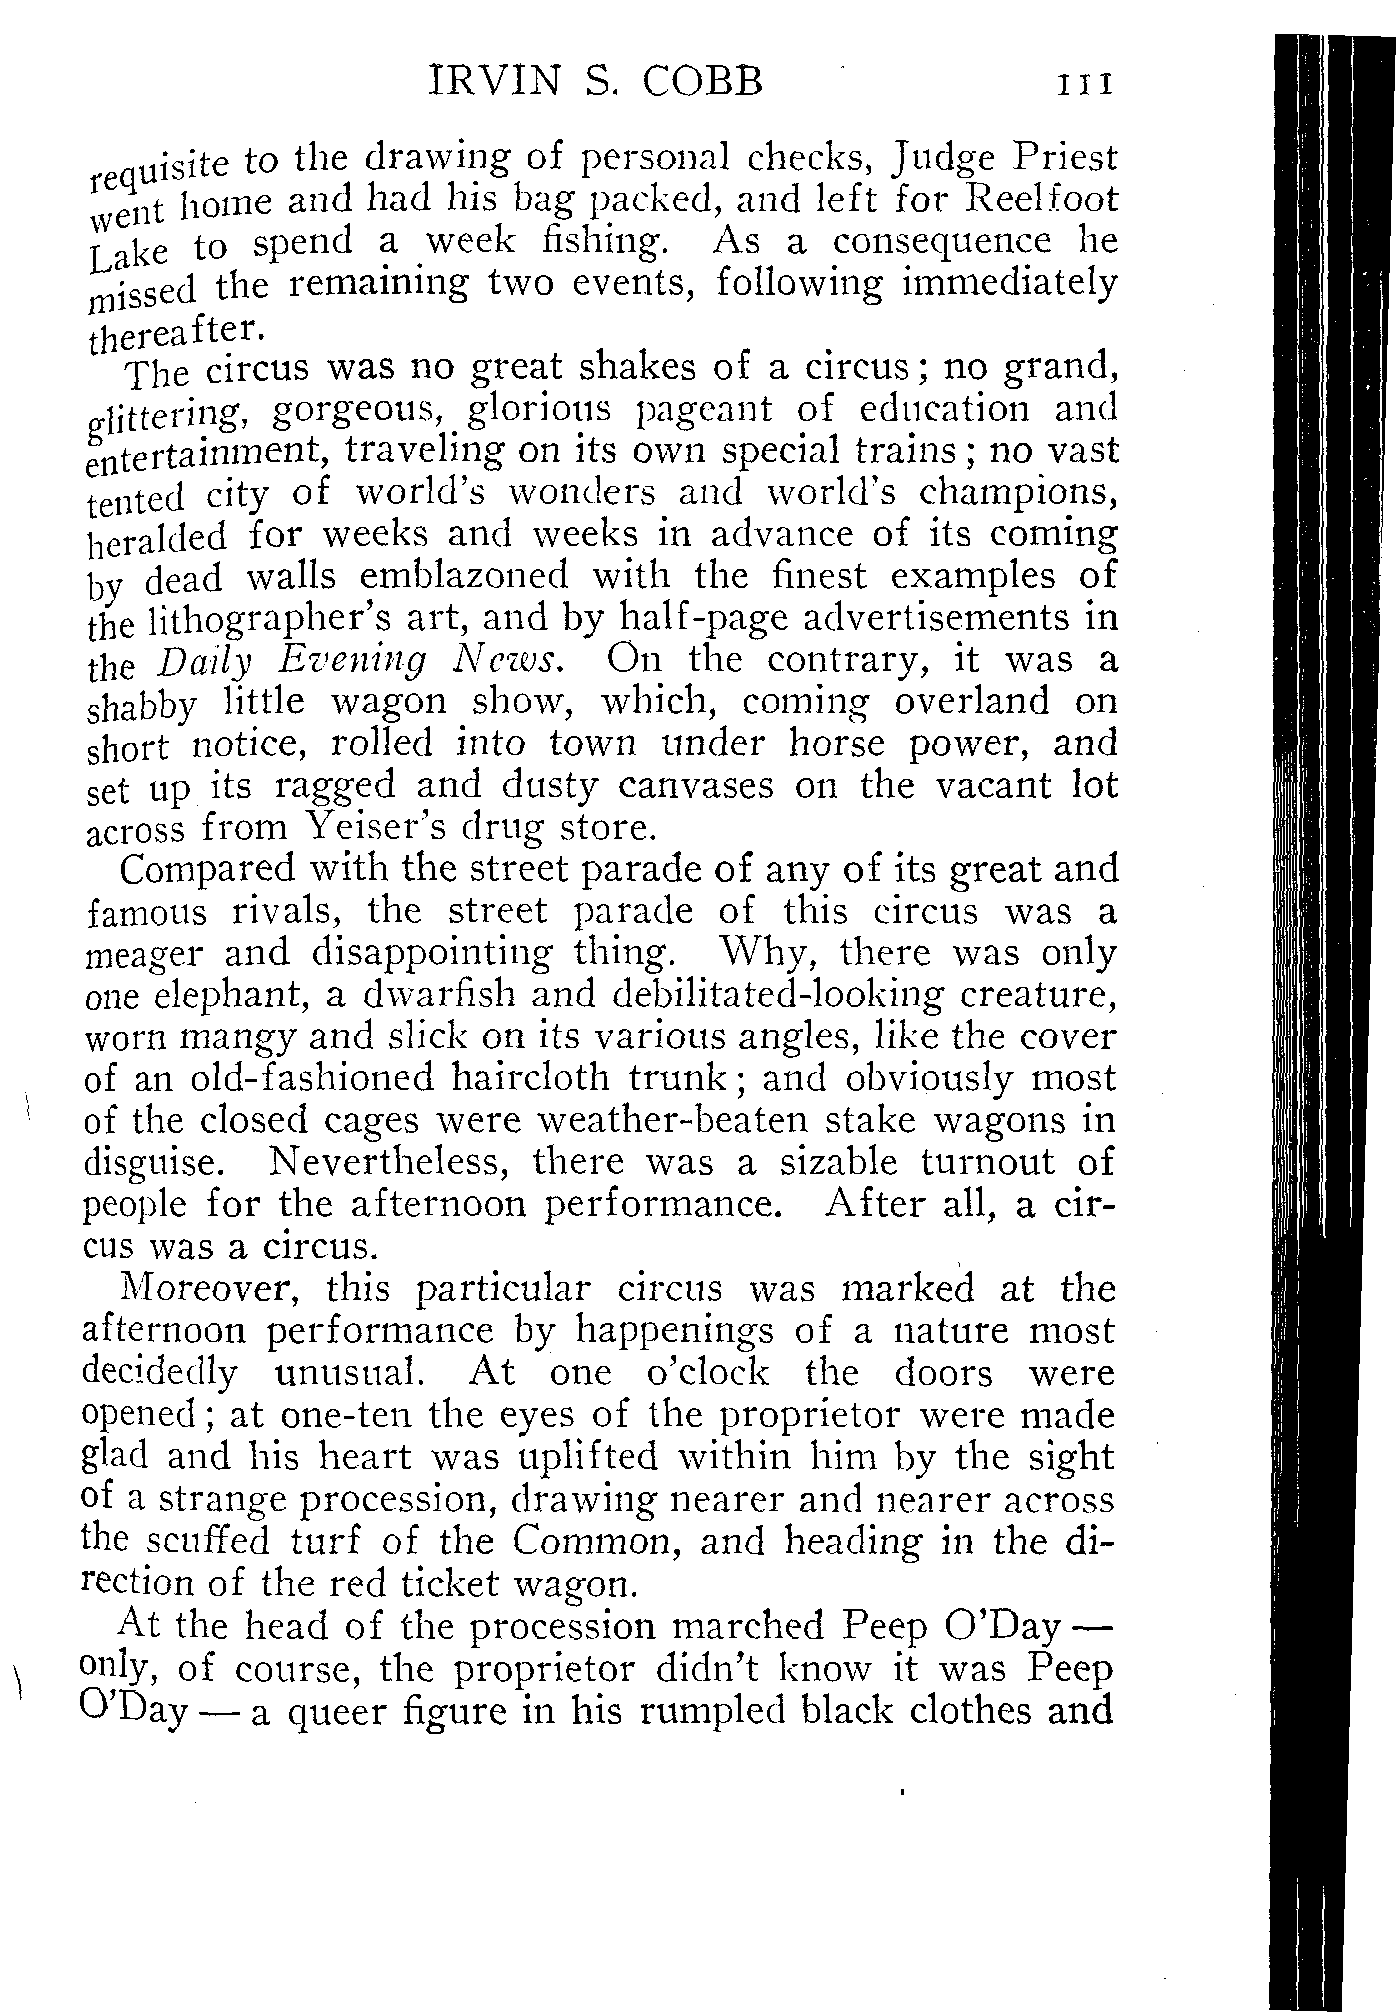 IRVIN S. COBB 111
requisite to the drawing of personal checks, Judge Priest
went home and had his bag packed, and left for Reelfoot
Lake to spend a week fishing. As a consequence he
missed the remaining two events, following immediately
thereafter.
The circus was no great shakes of a circus; no grand,
glittering, gorgeous, glorious pageant of education and
entertainment, traveling on its own special trains; no vast
tented city of world's wonders and world's champions,
heralded for weeks and weeks in advance of its coming
by dead walls emblazoned with the finest examples of
the lithographer's art, and by half-page advertisements in
the Daily Evening News. On the contrary, it was a
shabby little wagon show, which, coming overland on
short notice, rolled into town under horse power, and
set up its ragged and dusty canvases on the vacant lot
across from Yeiser's drug store.
Compared with the street parade of any of its great and
famous rivals, the street parade of this circus was a
meager and disappointing thing. Why, there was only
one elephant, a dwarfish and debilitated-looking creature,
worn mangy and slick on its various angles, like the cover
of an old-fashioned haircloth trunk; and obviously most
of the closed cages were weather-beaten stake wagons in
disguise. Nevertheless, there was a sizable turnout of
people for the afternoon performance. After all, a cir-
cus was a circus.
Moreover, this particular circus was marked at the
afternoon performance by happenings of a nature most
decidedly unusual. At one o'clock the doors were
opened; at one-ten the eyes of the proprietor were made
glad and his heart was uplifted within him by the sight
of a strange procession, drawing nearer and nearer across
the scuffed turf of the Common, and heading in the di-
rection of the red ticket wagon.
At the head of the procession marched Peep O'Day —
only, of course, the proprietor didn't know it was Peep
O'Day — a queer figure in his rumpled black clothes and